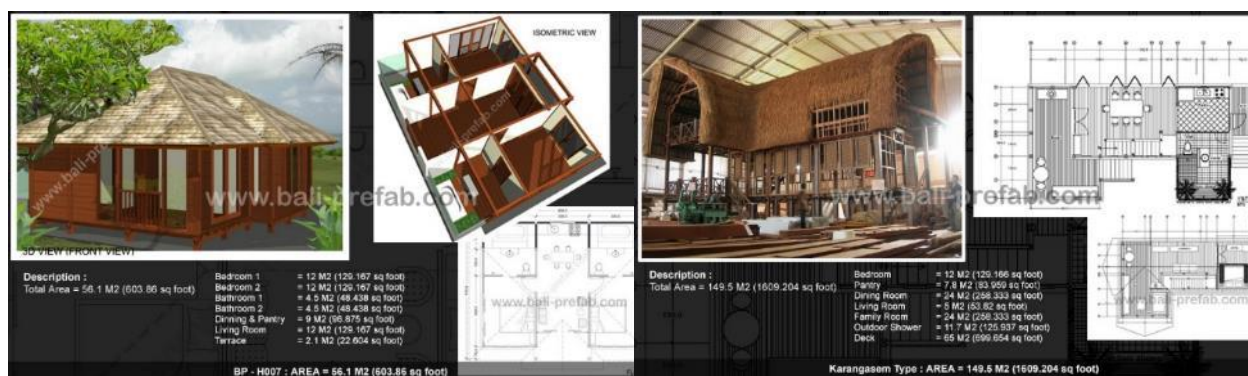 ISOMETRIC VIEW
www.bali-prefab.com
3D VIEW (FRONT VIEW)
Description :
Total Area = 56.1 M2 (603.86 sq foot)
Bedroom 1 = 12 M2 (129.167 sq foot)
Bedroom 2 = 12 M2 (129.167 sq foot)
Bathroom 1 = 4.5 M2 (48.438 sq foot)
Bathroom 2 = 4.5 M2 (48.438 sq foot)
Dinning & Pantry = 9 M2 (96.875 sq foot)
Living Room = 12 M2 (129.167 sq foot)
Terrace = 2.1 M2 (22.604 sq foot)
www.bali-prefab.com
BP - H007 : AREA = 56.1 M2 (603.86 sq foot)
www.bali-prefab.com
Description :
Total Area = 149.5 M2 (1609.204 sq foot)
Bedroom = 12 M2 (129.166 sq foot)
Pantry = 7.8 M2 (83.959 sq foot)
Dining Room = 24 M2 (258.333 sq foot)
Living Room = 5 M2 (53.82 sq foot)
Family Room = 24 M2 (258.333 sq foot)
Outdoor Shower = 11.7 M2 (125.937 sq foot)
Deck = 65 M2 (699.654 sq foot)
www.bali-prefab.com
Karangasem Type : AREA = 149.5 M2 (1609.204 sq foot)